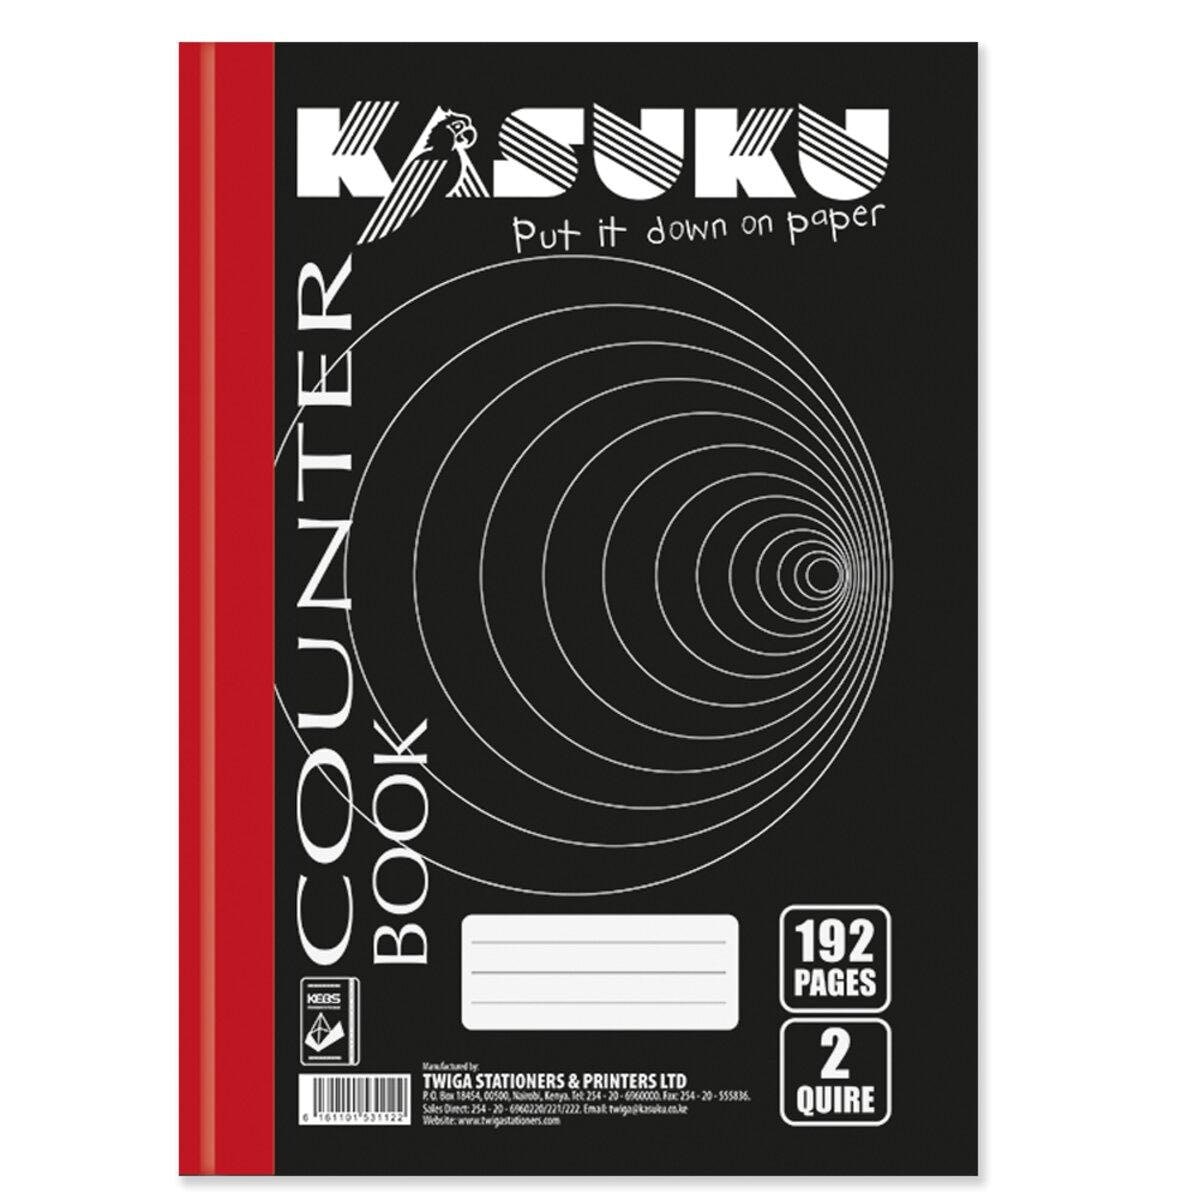 KASUKU
Put it down on paper
COUNTER
BOOK
192
PAGES
2
QUIRE
KEBS
Manufactured by:
TWIGA STATIONERS & PRINTERS LTD
P. O. Box 18454, 00500, Nairobi, Kenya. Tel: 254 - 20 - 6960000. Fax: 254 - 20 - 555836.
Sales Direct: 254 - 20 - 6960220/221/222. Email: twiga@kasuku.co.ke
Website: www.twigastationers.com
6 161101 531122